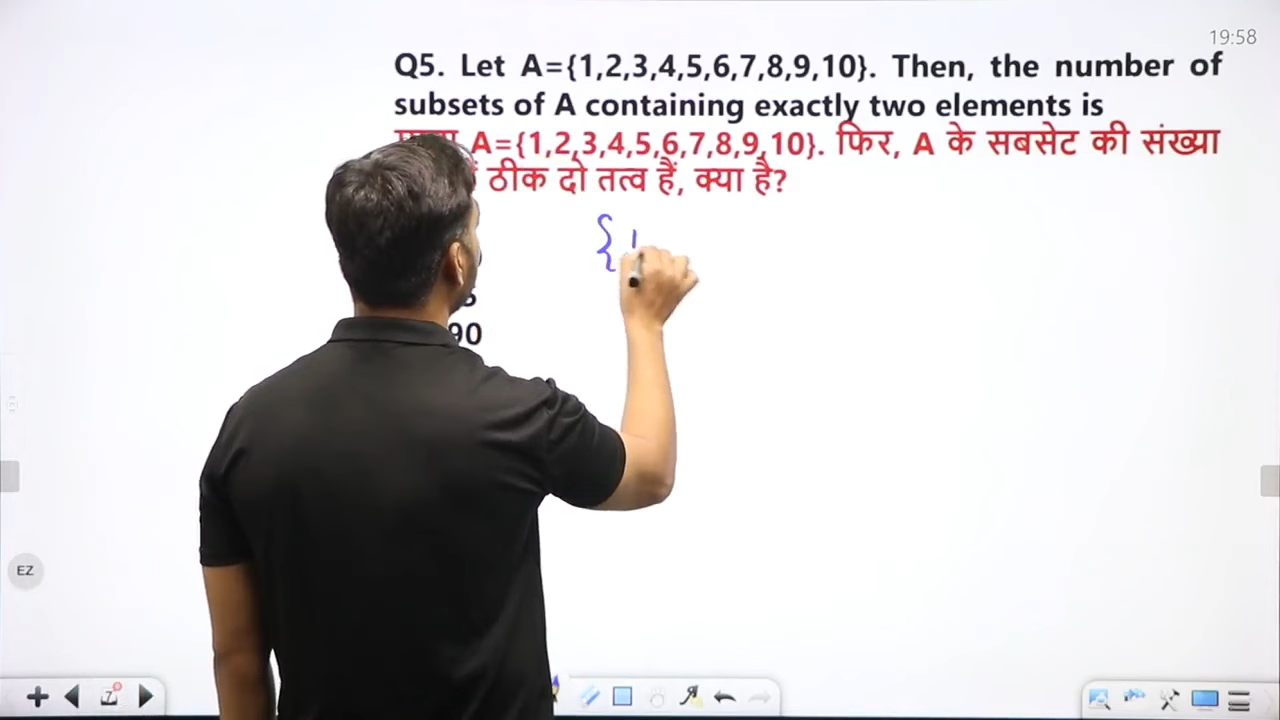 19:58
Q5. Let A={1,2,3,4,5,6,7,8,9,10}. Then, the number of
subsets of A containing exactly two elements is
A={1,2,3,4,5,6,7,8,9,10}. फिर, A के सबसेट की संख्या
ठीक दो तत्व हैं, क्या है?
{1
90
EZ